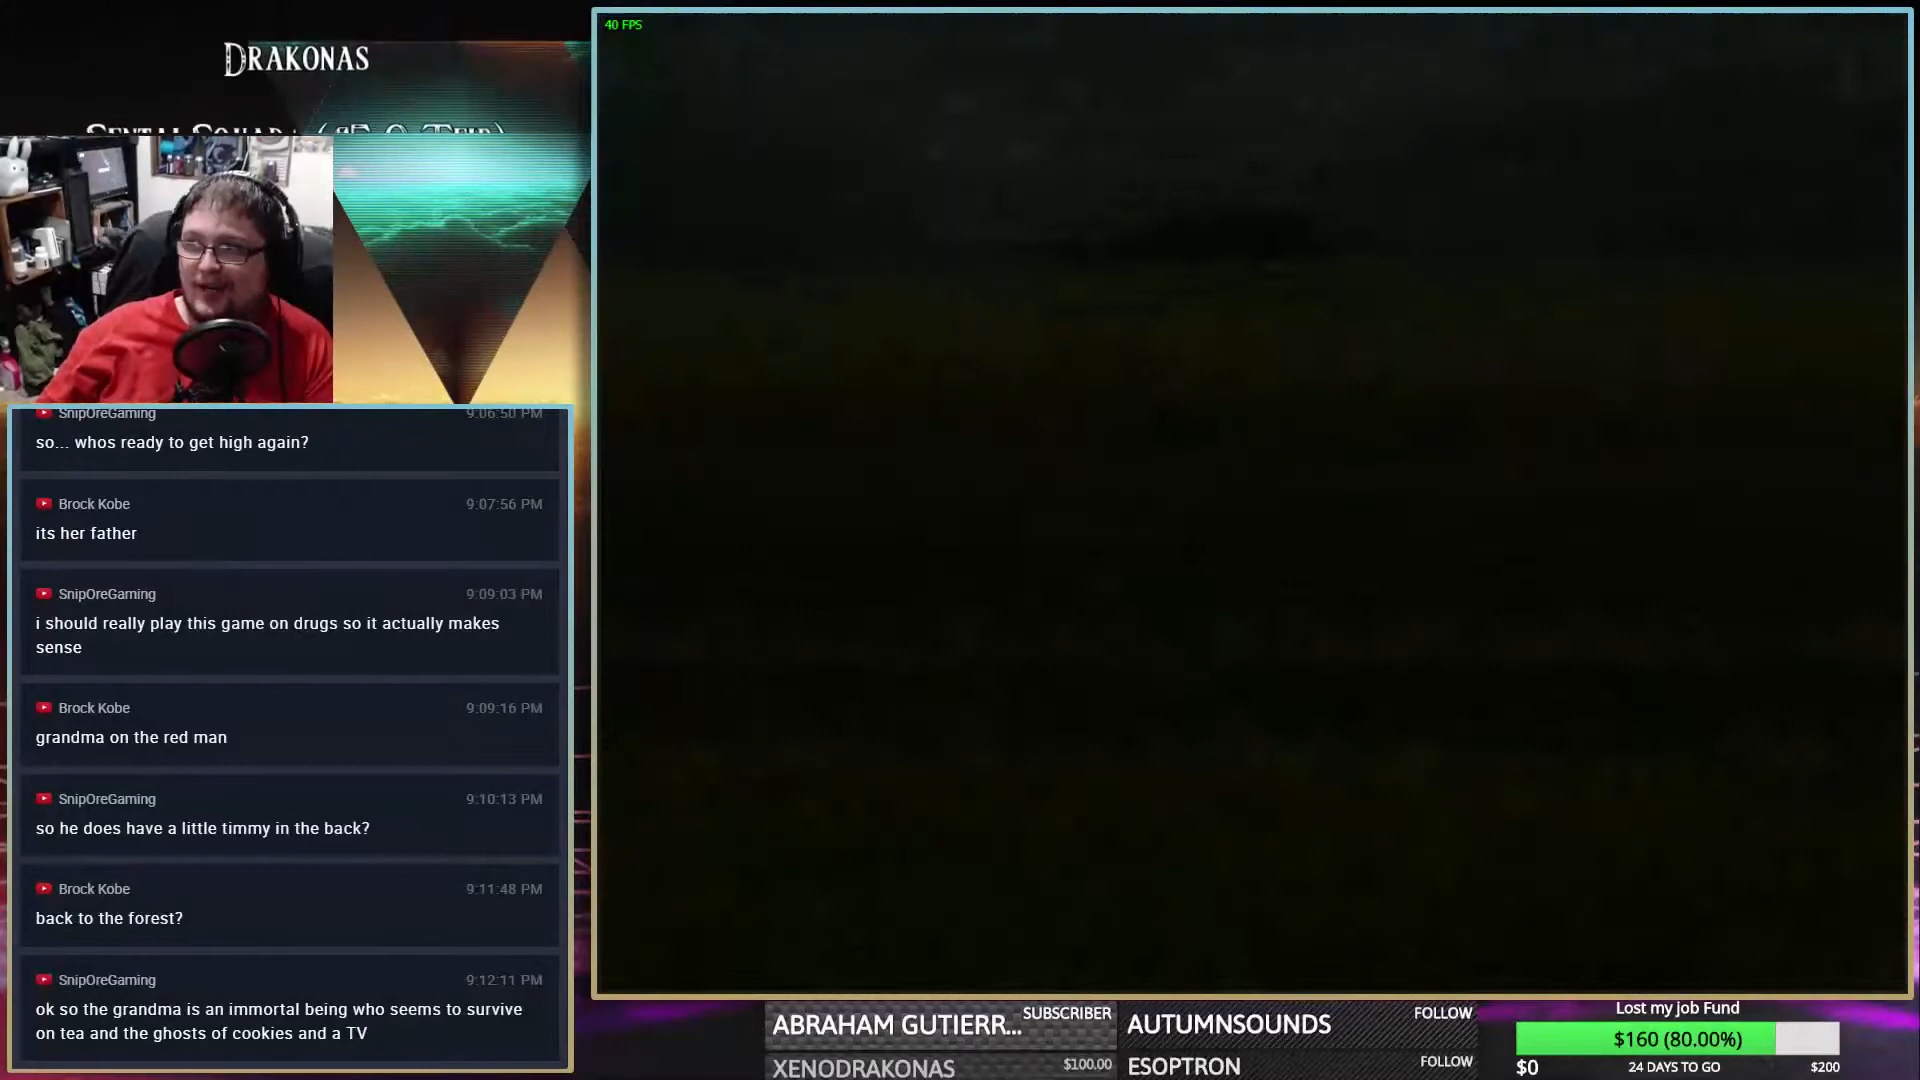 DRAKONAS
40 FPS
SnipOreGaming 9:06:50 PM
so... whos ready to get high again?
Brock Kobe 9:07:56 PM
its her father
SnipOreGaming 9:09:03 PM
i should really play this game on drugs so it actually makes
sense
Brock Kobe 9:09:16 PM
grandma on the red man
SnipOreGaming 9:10:13 PM
so he does have a little timmy in the back?
Brock Kobe 9:11:48 PM
back to the forest?
SnipOreGaming 9:12:11 PM
ok so the grandma is an immortal being who seems to survive
on tea and the ghosts of cookies and a TV
ABRAHAM GUTIERR... SUBSCRIBER
XENODRAKONAS $100.00
AUTUMNSOUNDS FOLLOW
ESOPTRON FOLLOW
Lost my job Fund
$160 (80.00%)
$0 24 DAYS TO GO $200